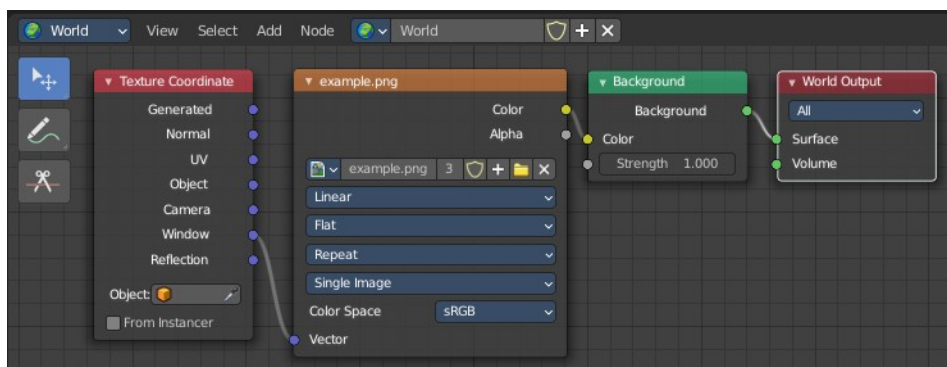 World View Select Add Node World
Texture Coordinate
Generated
Normal
UV
Object
Camera
Window
Reflection
Object:
From Instancer
example.png
Color
Alpha
example.png 3
Linear
Flat
Repeat
Single Image
Color Space sRGB
Vector
Background
Background
Color
Strength 1.000
World Output
All
Surface
Volume